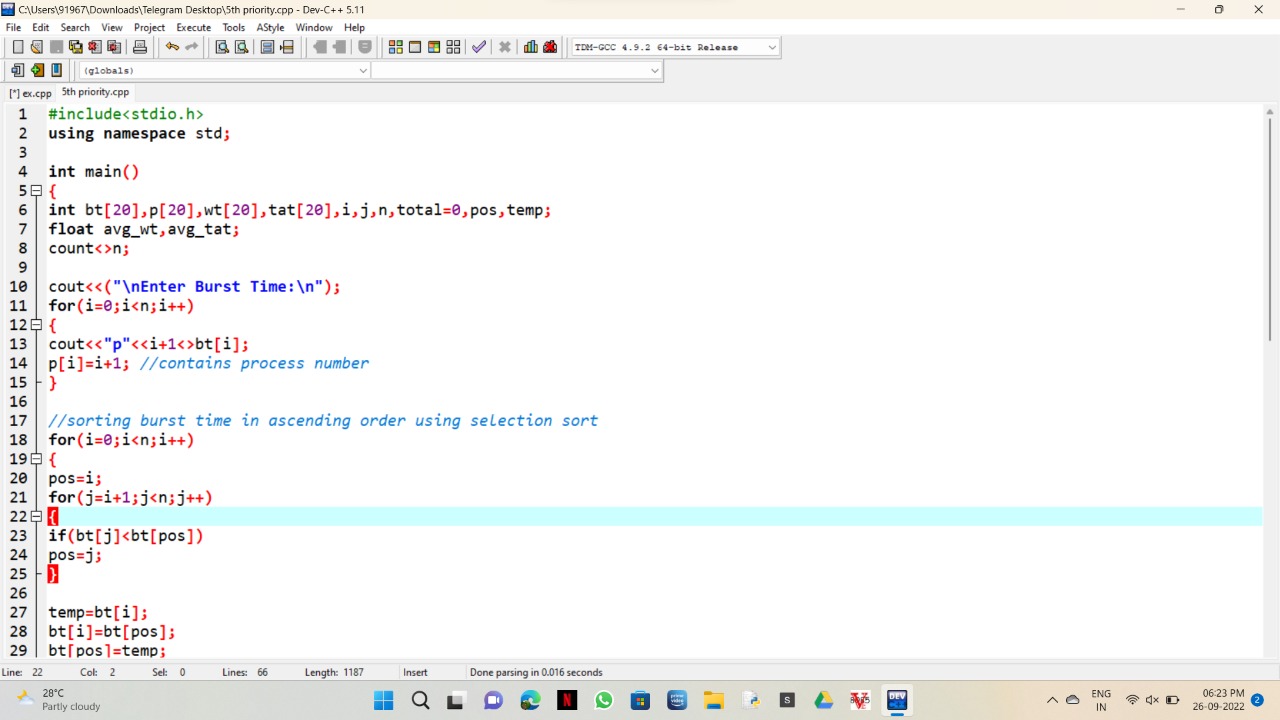 C:\Users\91967\Downloads\Telegram Desktop\5th priority.cpp - Dev-C++ 5.11
File Edit Search View Project Execute Tools AStyle Window Help
TDM-GCC 4.9.2 64-bit Release
(globals)
[*] ex.cpp 5th priority.cpp
1 #include<stdio.h>
2 using namespace std;
3
4 int main()
5 {
6 int bt[20],p[20],wt[20],tat[20],i,j,n,total=0,pos,temp;
7 float avg_wt,avg_tat;
8 count<>n;
9
10 cout<<("\nEnter Burst Time:\n");
11 for(i=0;i<n;i++)
12 {
13 cout<<"p"<<i+1<>bt[i];
14 p[i]=i+1; //contains process number
15 }
16
17 //sorting burst time in ascending order using selection sort
18 for(i=0;i<n;i++)
19 {
20 pos=i;
21 for(j=i+1;j<n;j++)
22 {
23 if(bt[j]<bt[pos])
24 pos=j;
25 }
26
27 temp=bt[i];
28 bt[i]=bt[pos];
29 bt[pos]=temp;
Line: 22 Col: 2 Sel: 0 Lines: 66 Length: 1187 Insert Done parsing in 0.016 seconds
28°C
Partly cloudy
ENG
IN
06:23 PM
26-09-2022
2